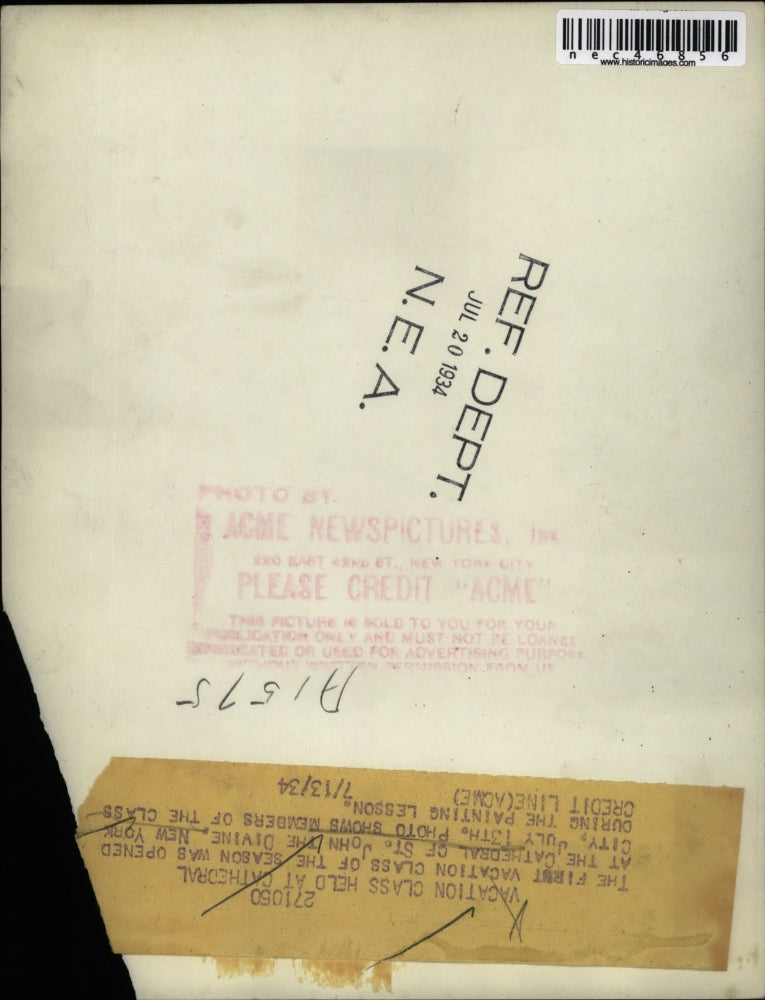 nec46856
www.historicimages.com
REF. DEPT.
JUL 20 1934
N.E.A.
PHOTO BY
ACME NEWSPICTURES, Inc
220 EAST 42ND ST., NEW YORK CITY
PLEASE CREDIT "ACME"
THIS PICTURE IS SOLD TO YOU FOR YOUR
PUBLICATION ONLY AND MUST NOT BE LOANED
OR USED FOR ADVERTISING PURPOSE
WITHOUT WRITTEN PERMISSION FROM US
A1575
271050
VACATION CLASS HELD AT CATHEDRAL
THE FIRST VACATION CLASS OF THE SEASON WAS OPENED
AT THE CATHEDRAL OF ST. JOHN THE DIVINE, NEW YORK
CITY, JULY 13TH. PHOTO SHOWS MEMBERS OF THE CLASS
DURING THE PAINTING LESSON.
CREDIT LINE(ACME) 7/13/34